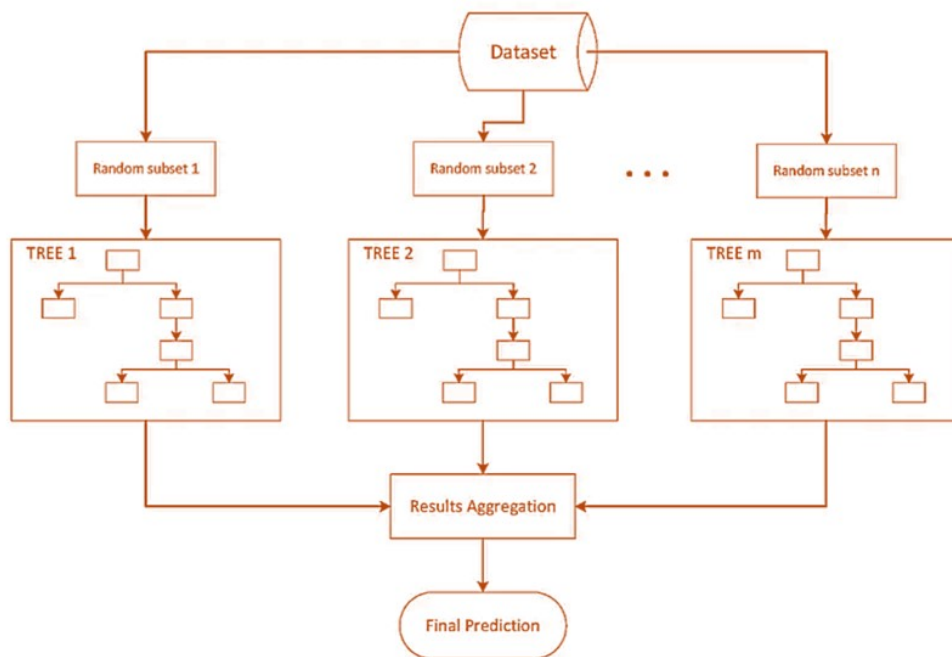 Dataset
Random subset 1
Random subset 2
Random subset n
TREE 1
TREE 2
TREE m
Results Aggregation
Final Prediction